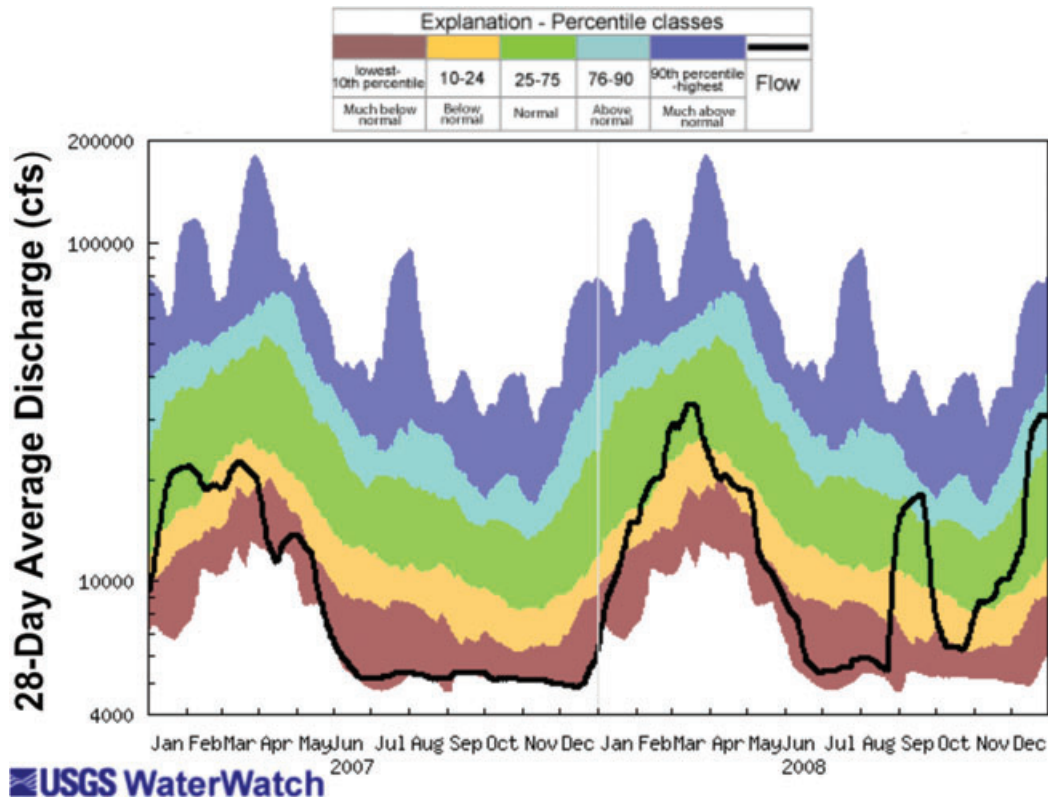 Explanation - Percentile classes
lowest-10th percentile 10-24 25-75 76-90 90th percentile-highest Flow
Much below normal Below normal Normal Above normal Much above normal
28-Day Average Discharge (cfs)
200000
100000
10000
4000
Jan Feb Mar Apr May Jun Jul Aug Sep Oct Nov Dec Jan Feb Mar Apr May Jun Jul Aug Sep Oct Nov Dec
2007 2008
USGS WaterWatch